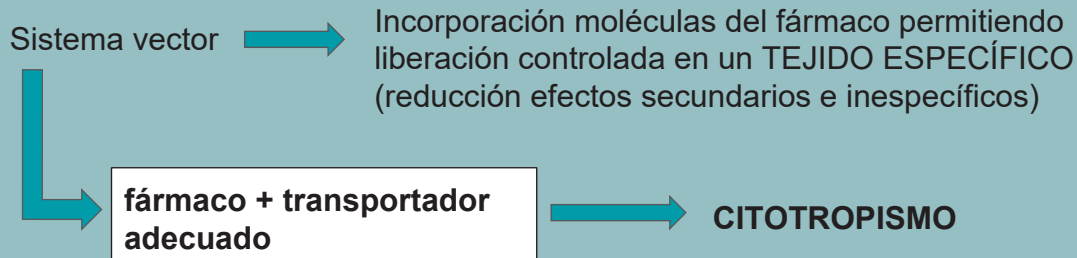 Sistema vector
Incorporación moléculas del fármaco permitiendo
liberación controlada en un TEJIDO ESPECÍFICO
(reducción efectos secundarios e inespecíficos)
fármaco + transportador
adecuado
CITOTROPISMO